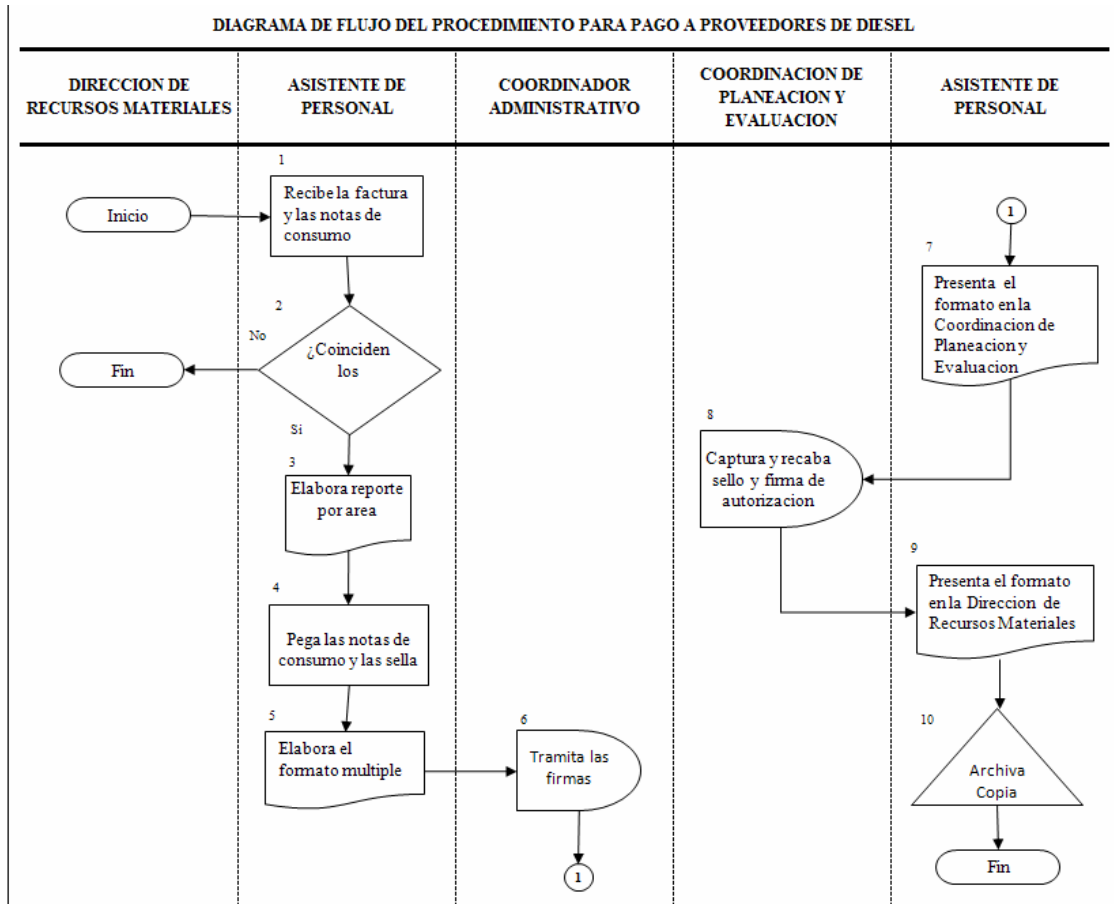 DIAGRAMA DE FLUJO DEL PROCEDIMIENTO PARA PAGO A PROVEEDORES DE DIESEL
DIRECCION DE
RECURSOS MATERIALES
ASISTENTE DE
PERSONAL
COORDINADOR
ADMINISTRATIVO
COORDINACION DE
PLANEACION Y
EVALUACION
ASISTENTE DE
PERSONAL
Inicio
1
Recibe la factura
y las notas de
consumo
2
¿Coinciden
los
No
Fin
Si
3
Elabora reporte
por area
4
Pega las notas de
consumo y las sella
5
Elabora el
formato multiple
6
Tramita las
firmas
1
1
7
Presenta el
formato en la
Coordinacion de
Planeacion y
Evaluacion
8
Captura y recaba
sello y firma de
autorizacion
9
Presenta el formato
en la Direccion de
Recursos Materiales
10
Archiva
Copia
Fin